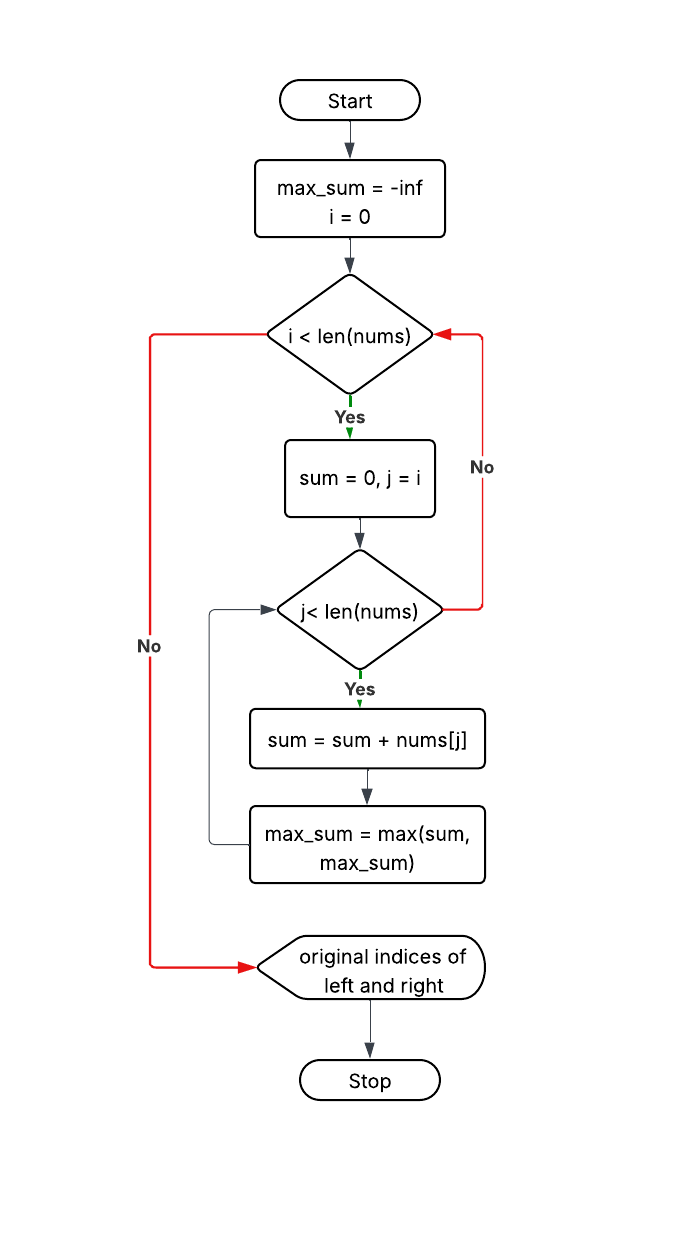 Start
max_sum = -inf
i = 0
i < len(nums)
Yes
sum = 0, j = i
No
j< len(nums)
No
Yes
sum = sum + nums[j]
max_sum = max(sum,
max_sum)
original indices of
left and right
Stop